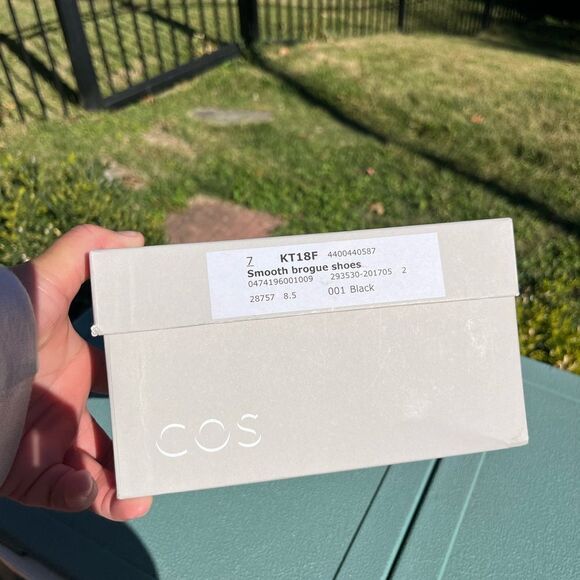 7 KT18F 4400440587
Smooth brogue shoes
0474196001009 293530-201705 2
28757 8.5 001 Black
COS